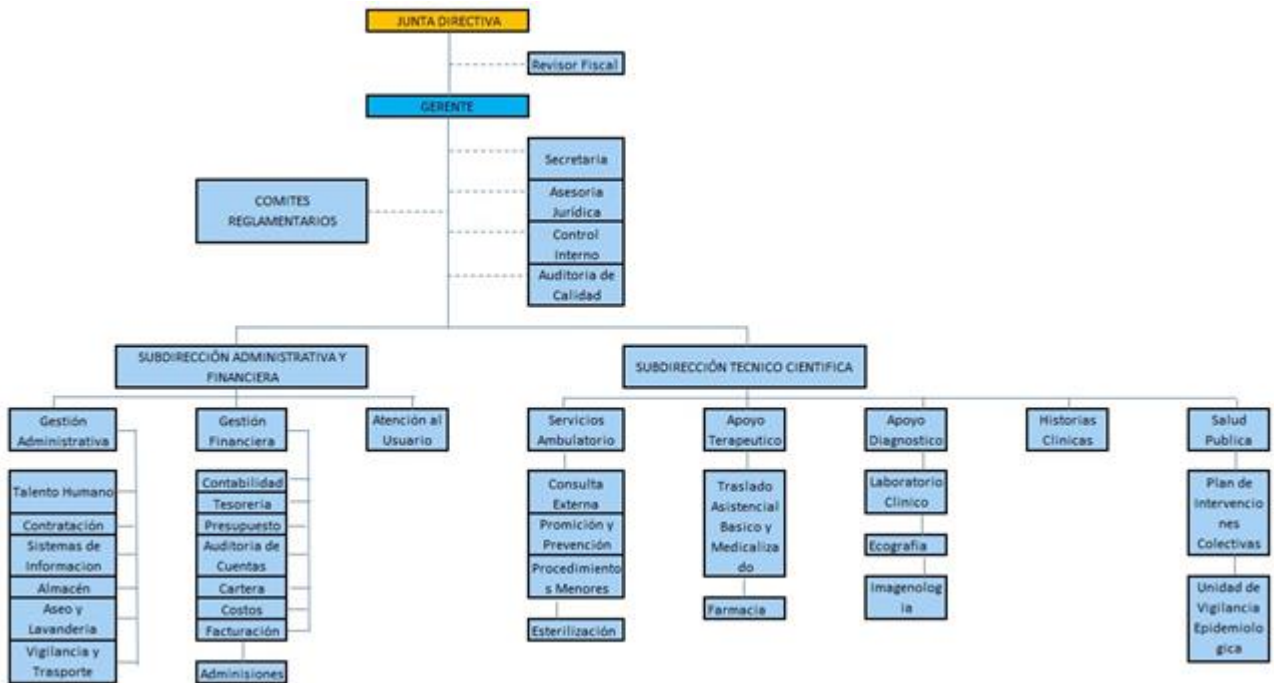 JUNTA DIRECTIVA
Revisor Fiscal
GERENTE
Secretaria
COMITES
REGLAMENTARIOS
Asesoria
Jurídica
Control
Interno
Auditoria de
Calidad
SUBDIRECCIÓN ADMINISTRATIVA Y
FINANCIERA
SUBDIRECCIÓN TECNICO CIENTIFICA
Gestión
Administrativa
Gestión
Financiera
Atención al
Usuario
Servicios
Ambulatorio
Apoyo
Terapeutico
Apoyo
Diagnostico
Historias
Clinicas
Salud
Publica
Talento Humano
Contratación
Sistemas de
Informacion
Almacén
Aseo y
Lavanderia
Vigilancia y
Trasporte
Contabilidad
Tesoreria
Presupuesto
Auditoria de
Cuentas
Cartera
Costos
Facturación
Adminisiones
Consulta
Externa
Promición y
Prevención
Procedimiento
s Menores
Esterilización
Traslado
Asistencial
Basico y
Medicaliza
do
Farmacia
Laboratorio
Clinico
Ecografia
Imagenolog
ia
Plan de
Intervencio
nes
Colectivas
Unidad de
Vigilancia
Epidemiolo
gica